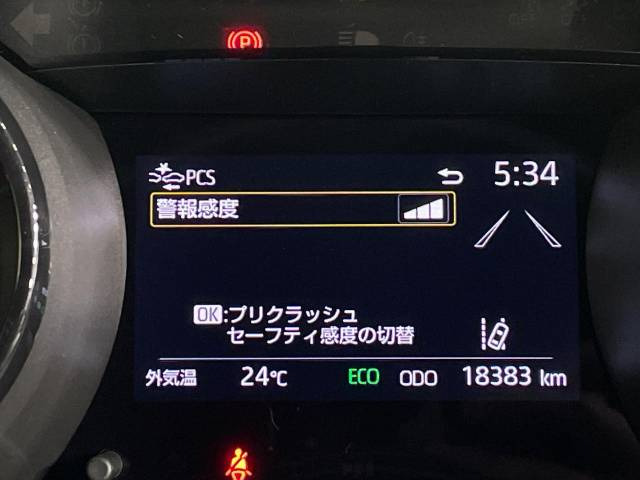 PCS
5:34
警報感度
OK:プリクラッシュ
セーフティ感度の切替
外気温 24℃ ECO ODO 18383 km